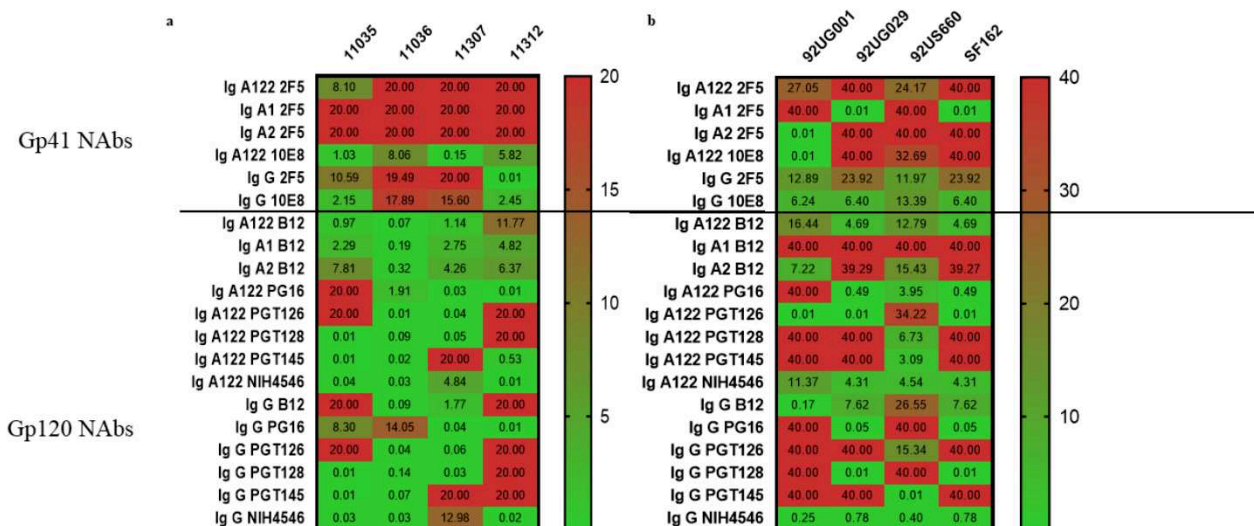 a
11035 11036 11307 11312
Gp41 NAbs
Ig A122 2F5 8.10 20.00 20.00 20.00
Ig A1 2F5 20.00 20.00 20.00 20.00
Ig A2 2F5 20.00 20.00 20.00 20.00
Ig A122 10E8 1.03 8.06 0.15 5.82
Ig G 2F5 10.59 19.49 20.00 0.01
Ig G 10E8 2.15 17.89 15.60 2.45
Gp120 NAbs
Ig A122 B12 0.97 0.07 1.14 11.77
Ig A1 B12 2.29 0.19 2.75 4.82
Ig A2 B12 7.81 0.32 4.26 6.37
Ig A122 PG16 20.00 1.91 0.03 0.01
Ig A122 PGT126 20.00 0.01 0.04 20.00
Ig A122 PGT128 0.01 0.09 0.05 20.00
Ig A122 PGT145 0.01 0.02 20.00 0.53
Ig A122 NIH4546 0.04 0.03 4.84 0.01
Ig G B12 20.00 0.09 1.77 20.00
Ig G PG16 8.30 14.05 0.04 0.01
Ig G PGT126 20.00 0.04 0.06 20.00
Ig G PGT128 0.01 0.14 0.03 20.00
Ig G PGT145 0.01 0.07 20.00 20.00
Ig G NIH4546 0.03 0.03 12.98 0.02
20
15
10
5
b
92UG001 92UG029 92US660 SF162
Ig A122 2F5 27.05 40.00 24.17 40.00
Ig A1 2F5 40.00 0.01 40.00 0.01
Ig A2 2F5 0.01 40.00 40.00 40.00
Ig A122 10E8 0.01 40.00 32.69 40.00
Ig G 2F5 12.89 23.92 11.97 23.92
Ig G 10E8 6.24 6.40 13.39 6.40
Ig A122 B12 16.44 4.69 12.79 4.69
Ig A1 B12 40.00 40.00 40.00 40.00
Ig A2 B12 7.22 39.29 15.43 39.27
Ig A122 PG16 40.00 0.49 3.95 0.49
Ig A122 PGT126 0.01 0.01 34.22 0.01
Ig A122 PGT128 40.00 40.00 6.73 40.00
Ig A122 PGT145 40.00 40.00 3.09 40.00
Ig A122 NIH4546 11.37 4.31 4.54 4.31
Ig G B12 0.17 7.62 26.55 7.62
Ig G PG16 40.00 0.05 40.00 0.05
Ig G PGT126 40.00 40.00 15.34 40.00
Ig G PGT128 40.00 0.01 40.00 0.01
Ig G PGT145 40.00 40.00 0.01 40.00
Ig G NIH4546 0.25 0.78 0.40 0.78
40
30
20
10